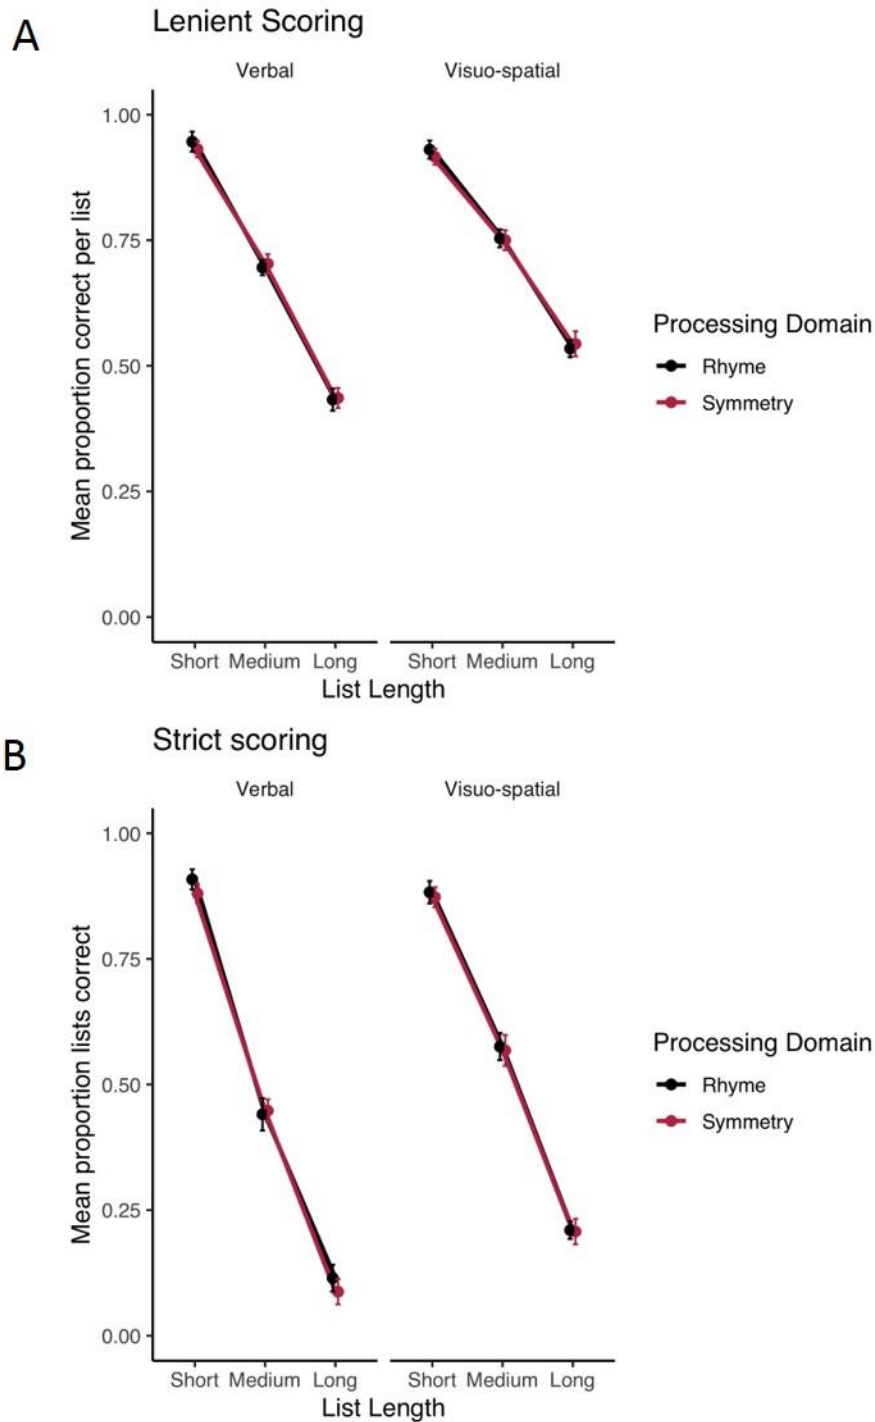 A
Lenient Scoring
Verbal
Visuo-spatial
Mean proportion correct per list
1.00
0.75
0.50
0.25
0.00
Short Medium Long
Short Medium Long
List Length
Processing Domain
Rhyme
Symmetry
B
Strict scoring
Verbal
Visuo-spatial
Mean proportion lists correct
1.00
0.75
0.50
0.25
0.00
Short Medium Long
Short Medium Long
List Length
Processing Domain
Rhyme
Symmetry